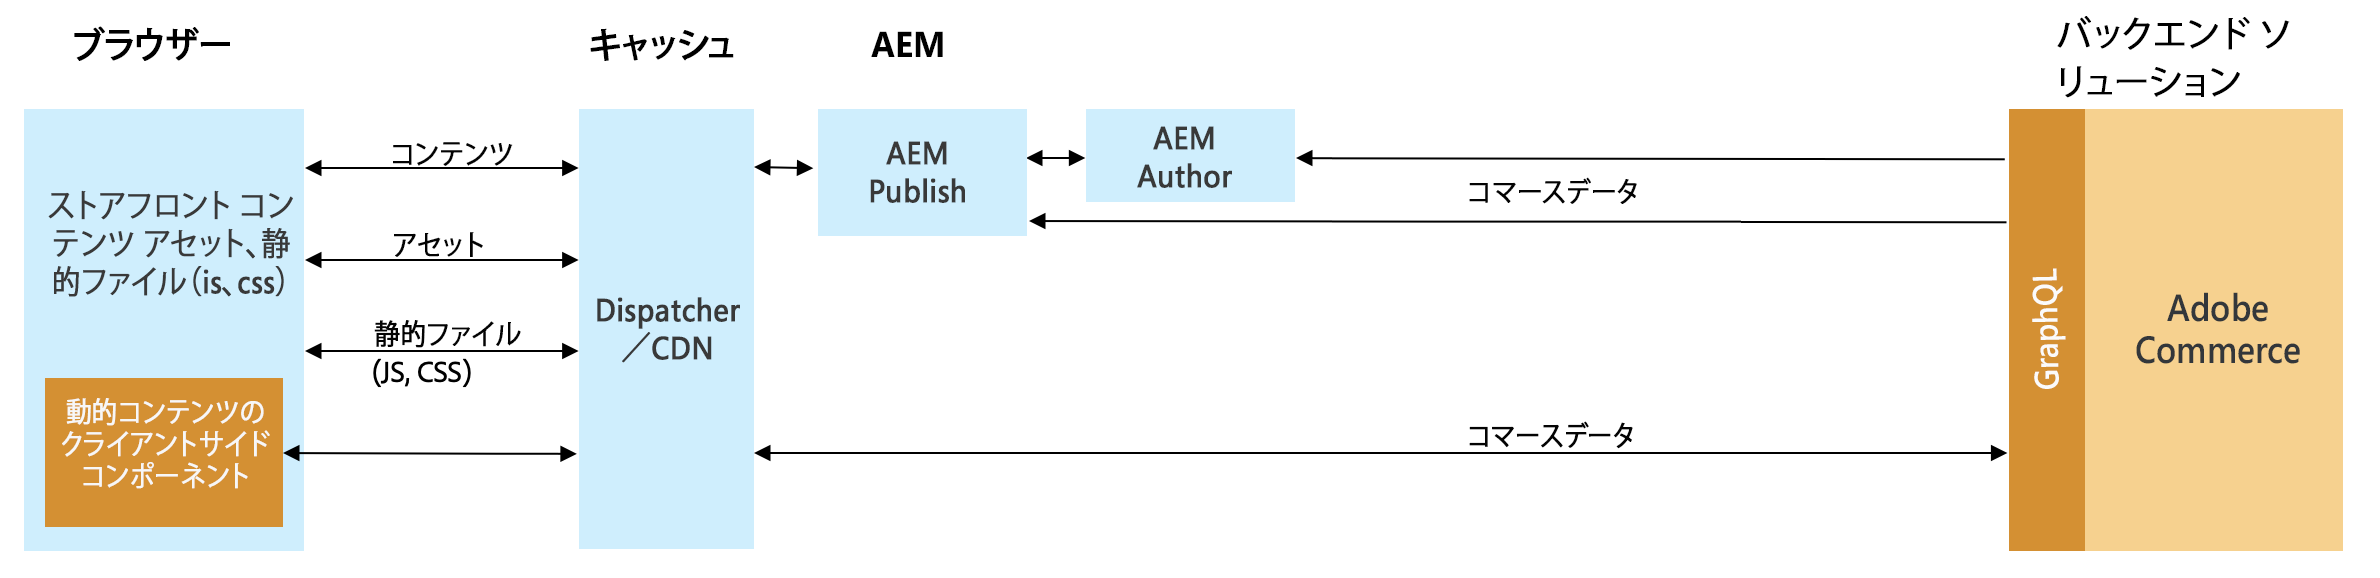 ブラウザー
キャッシュ
AEM
バックエンド ソ
リューション
ストアフロント コン
テンツ アセット、静
的ファイル（is、css）
コンテンツ
アセット
静的ファイル
(JS, CSS)
動的コンテンツの
クライアントサイド
コンポーネント
Dispatcher
／CDN
AEM
Publish
AEM
Author
コマースデータ
コマースデータ
GraphQL
Adobe
Commerce